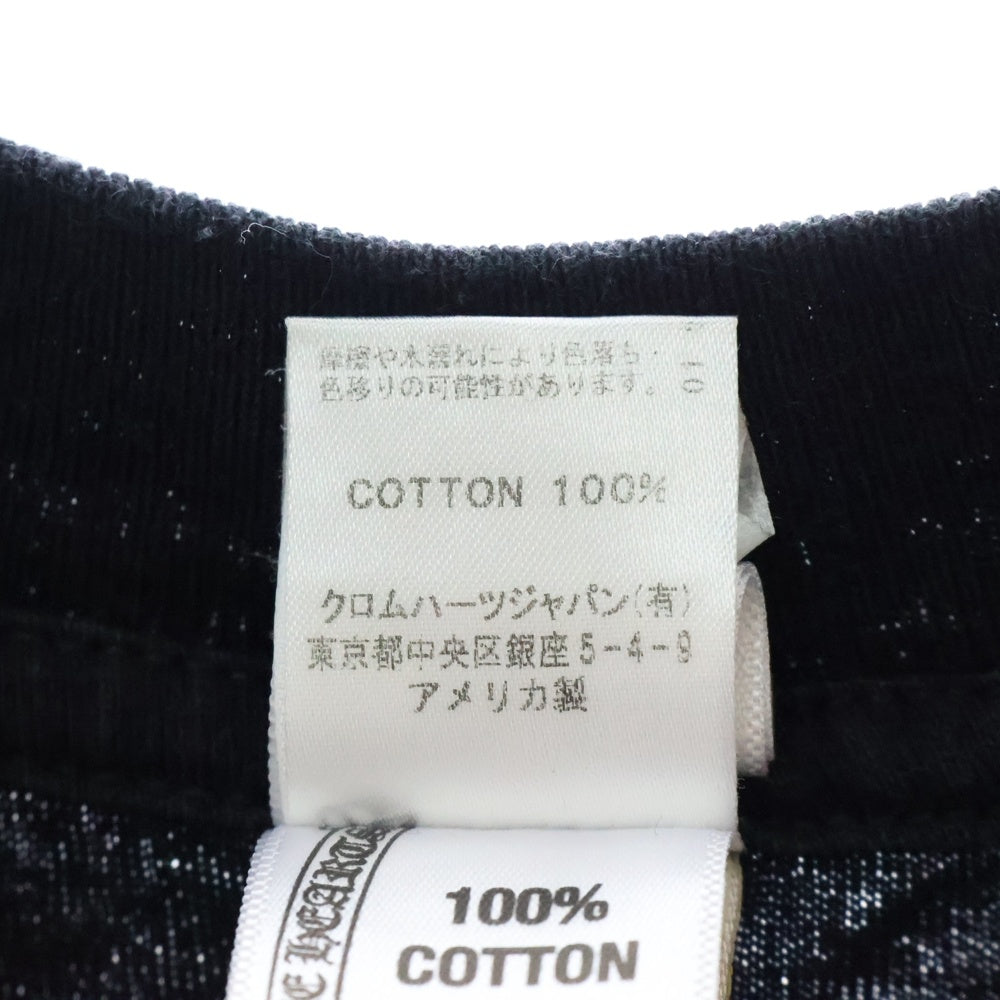 摩擦や水濡れにより色落ち・
色移りの可能性があります。
COTTON 100%
クロムハーツジャパン(有)
東京都中央区銀座5-4-9
アメリカ製
HEARTS
100%
COTTON